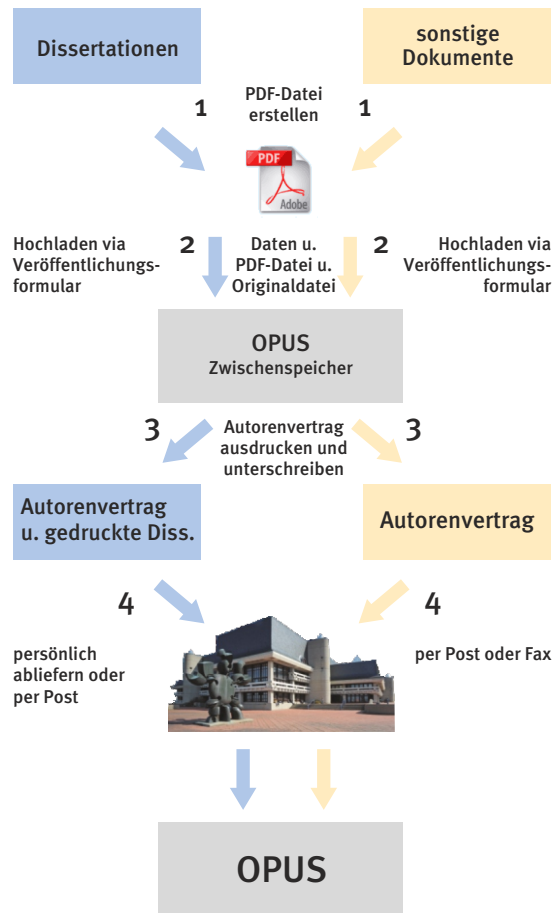 Dissertationen
sonstige
Dokumente
1
PDF-Datei
erstellen
1
PDF
Adobe
Hochladen via
Veröffentlichungs-
formular
2
Daten u.
PDF-Datei u.
Originaldatei
2
Hochladen via
Veröffentlichungs-
formular
OPUS
Zwischenspeicher
3
Autorenvertrag
ausdrucken und
unterschreiben
3
Autorenvertrag
u. gedruckte Diss.
Autorenvertrag
4
4
persönlich
abliefern oder
per Post
per Post oder Fax
OPUS